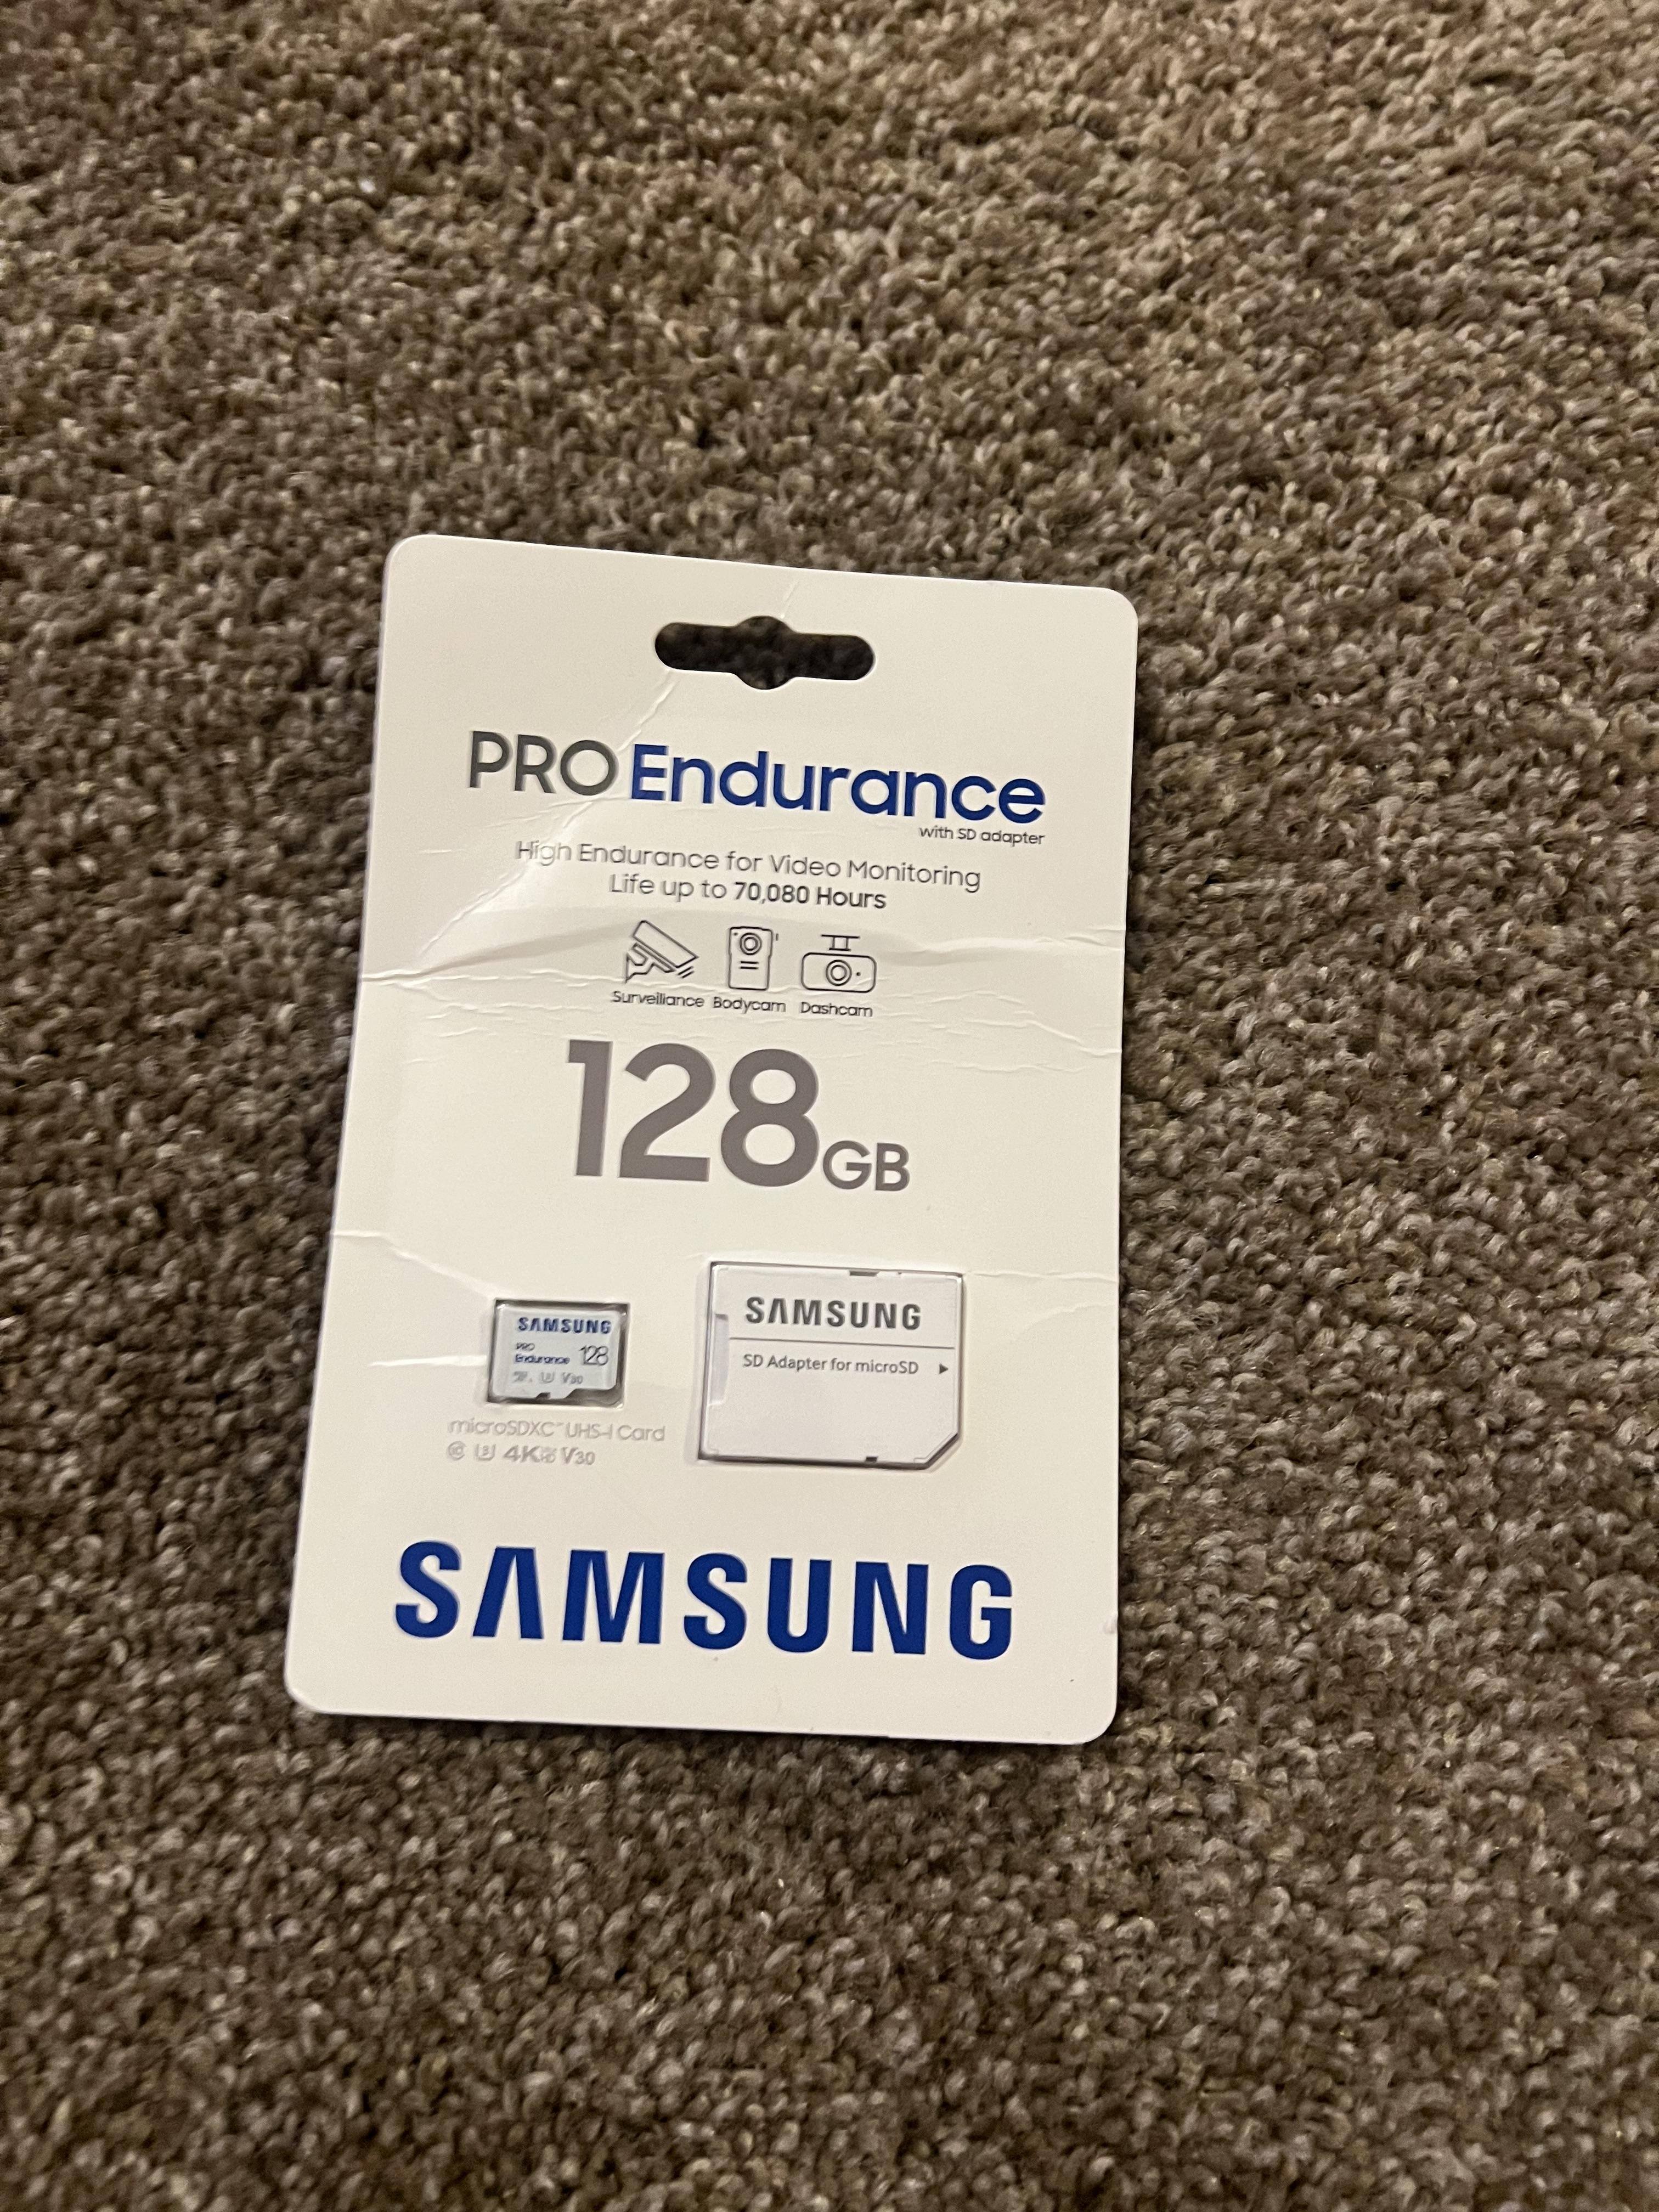 PRO Endurance
with SD adapter
High Endurance for Video Monitoring
Life up to 70,080 Hours
Surveillance Bodycam Dashcam
128GB
SAMSUNG
PRO
Endurance 128
V30
microSDXC™ UHS-I Card
4K V30
SAMSUNG
SD Adapter for microSD ▶
SAMSUNG